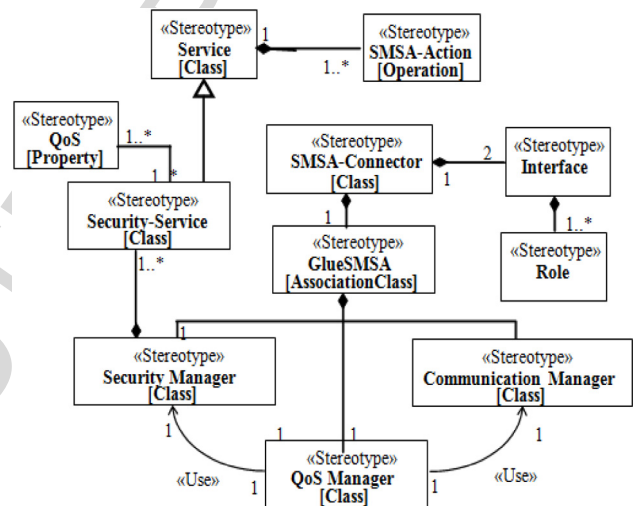 «Stereotype»
Service
[Class]
1
1..*
«Stereotype»
SMSA-Action
[Operation]
«Stereotype»
QoS
[Property]
1..*
1..*
«Stereotype»
Security-Service
[Class]
1..*
«Stereotype»
SMSA-Connector
[Class]
1
2
«Stereotype»
Interface
1..*
«Stereotype»
Role
1
«Stereotype»
GlueSMSA
[AssociationClass]
1
«Stereotype»
Security Manager
[Class]
«Stereotype»
Communication Manager
[Class]
1
1
1
1
«Stereotype»
QoS Manager
[Class]
«Use»
1
1
«Use»